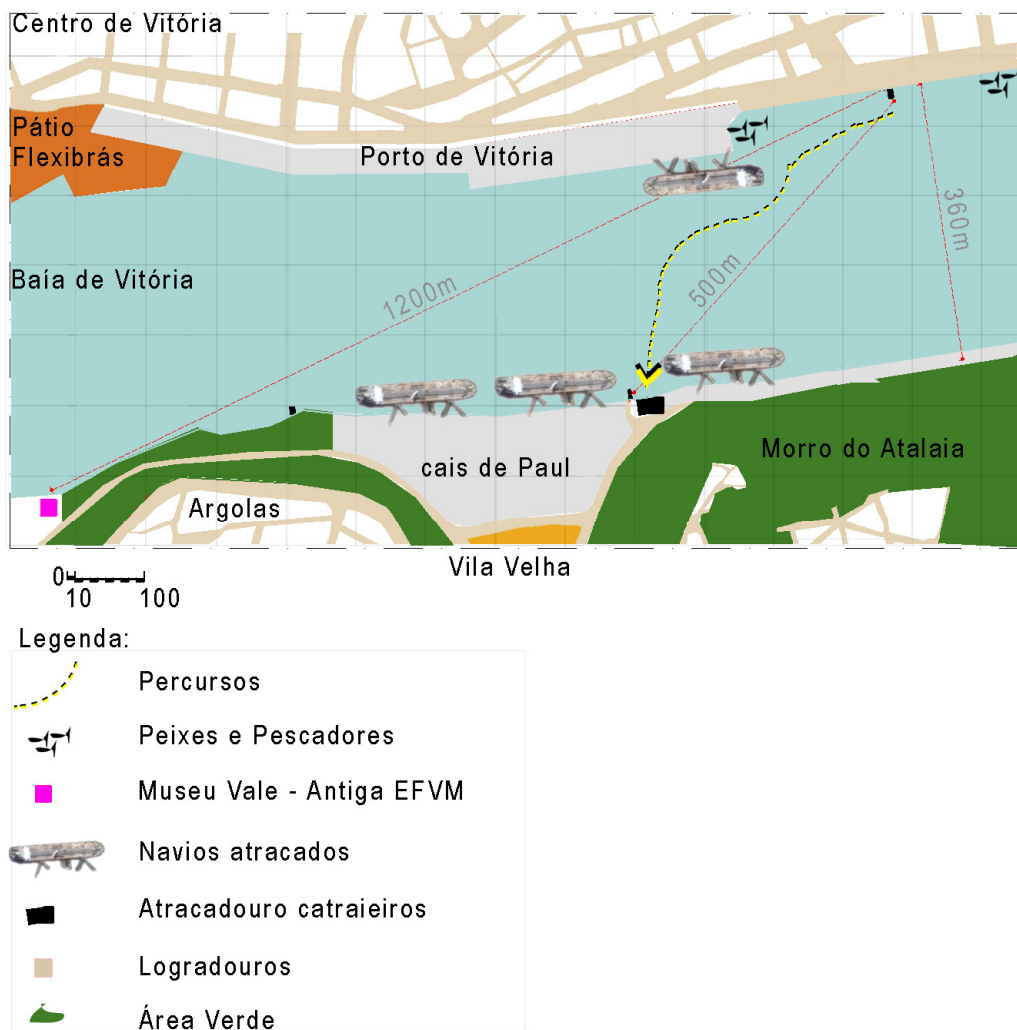 Centro de Vitória
Pátio
Flexibrás
Porto de Vitória
360m
Baía de Vitória
1200m
500m
cais de Paul
Morro do Atalaia
Argolas
Vila Velha
0
10 100
Legenda:
Percursos
Peixes e Pescadores
Museu Vale - Antiga EFVM
Navios atracados
Atracadouro catraieiros
Logradouros
Área Verde